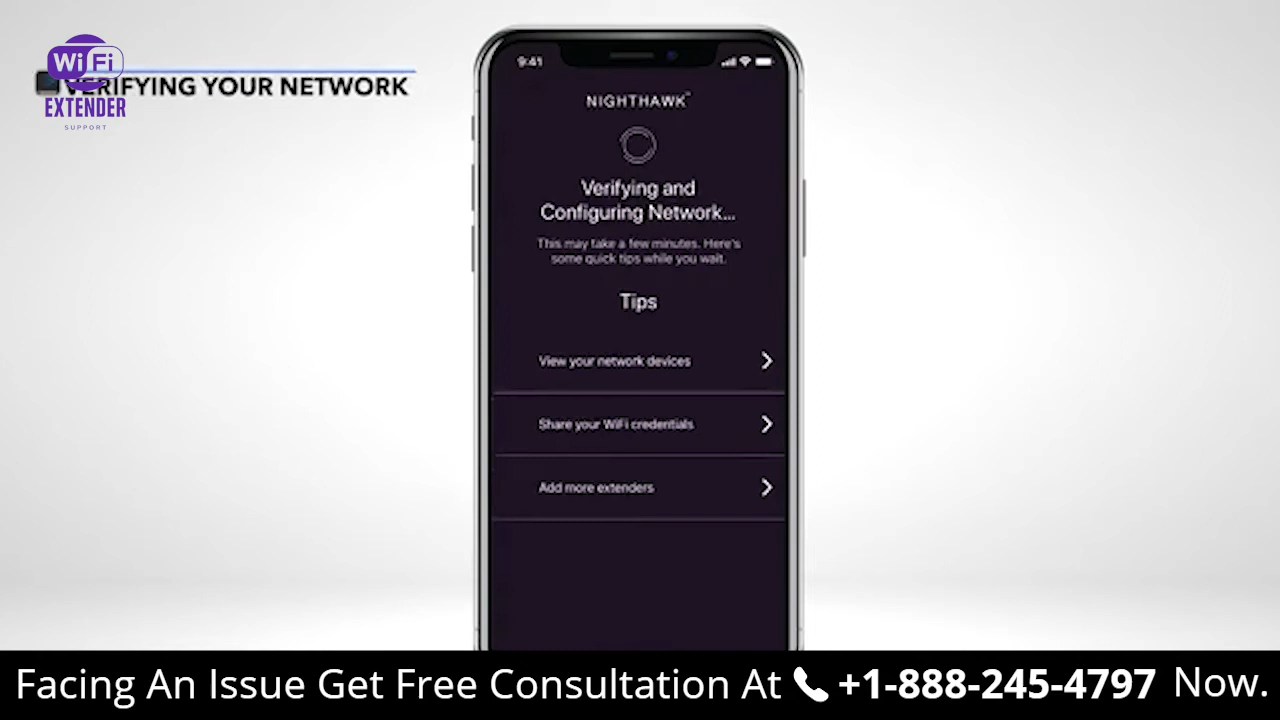 WiFi
EXTENDER
SUPPORT
VERIFYING YOUR NETWORK
9:41
NIGHTHAWK™
Verifying and
Configuring Network...
This may take a few minutes. Here's
some quick tips while you wait.
Tips
View your network devices
Share your WiFi credentials
Add more extenders
Facing An Issue Get Free Consultation At +1-888-245-4797 Now.